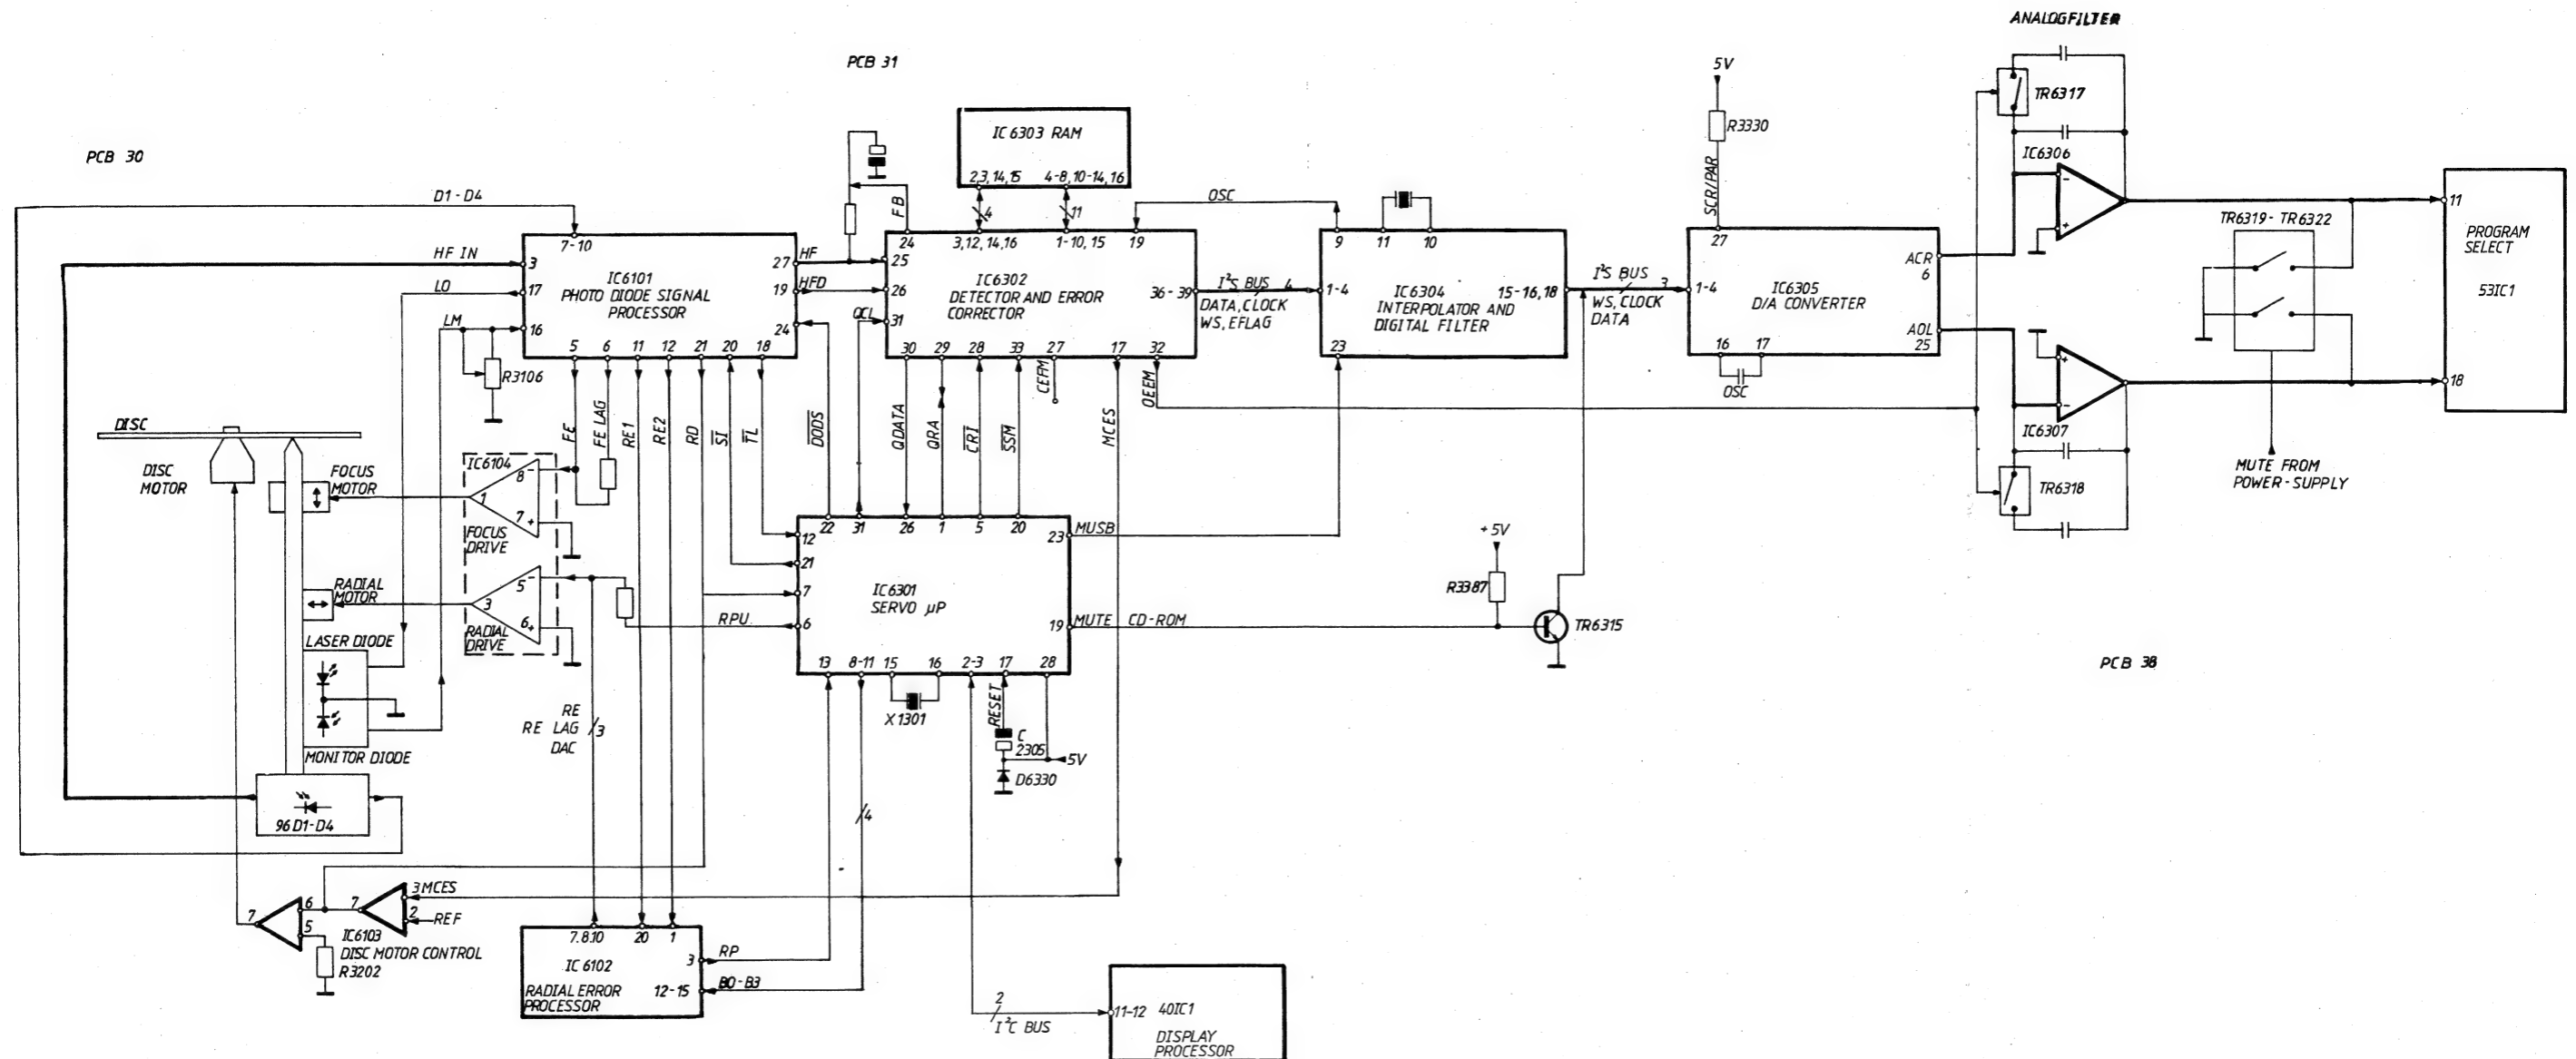 ANALOGFILTER
PCB 31
PCB 30
5V
R3330
SCR/PAR
TR6317
IC6303 RAM
2,3,14,15 4-8,10-14,16
4
11
D1-D4
HF IN
LO
LM
R3106
7-10
3
17
16
IC6101
PHOTO DIODE SIGNAL
PROCESSOR
27
19
24
5 6 11 12 21 20 18
HF
HFD
FB
24 3,12,14,16 1-10,15 19
25
26
31
QCL
IC6302
DETECTOR AND ERROR
CORRECTOR
36-39
30 29 28 33 27 17 32
OSC
I²S BUS 4
DATA,CLOCK
WS,EFLAG
9 11 10
1-4
IC6304
INTERPOLATOR AND
DIGITAL FILTER
15-16,18
23
I²S BUS 3
WS,CLOCK
DATA
27
1-4
IC6305
D/A CONVERTER
ACR
6
AOL
25
16 17
OSC
IC6306
-
+
IC6307
+
-
TR6318
TR6319-TR6322
MUTE FROM
POWER-SUPPLY
11
PROGRAM
SELECT
53IC1
18
FE
FE LAG
RE1
RE2
RD
SI
TL
DODS
QDATA
QRA
CRI
SSM
CEFM
MCES
OEEM
DISC
DISC
MOTOR
FOCUS
MOTOR
IC6104
8 -
1
7 +
FOCUS
DRIVE
RADIAL
MOTOR
5 -
3
6 +
RADIAL
DRIVE
LASER DIODE
MONITOR DIODE
96D1-D4
22 31 26 1 5 20
12
21
7
6
RPU
IC6301
SERVO µP
23
MUSB
19
MUTE CD-ROM
13 8-11 15 16 2-3 17 28
X1301
RESET
C
2305
5V
D6330
+5V
R3387
TR6315
PCB 38
RE
RE LAG
DAC
3
4
3 MCES
2
REF
7
6
5
7
IC6103
DISC MOTOR CONTROL
R3202
7.8.10 20 1
IC 6102
RADIAL ERROR
PROCESSOR
3
RP
12-15
B0-B3
2
I²C BUS
11-12
40IC1
DISPLAY
PROCESSOR